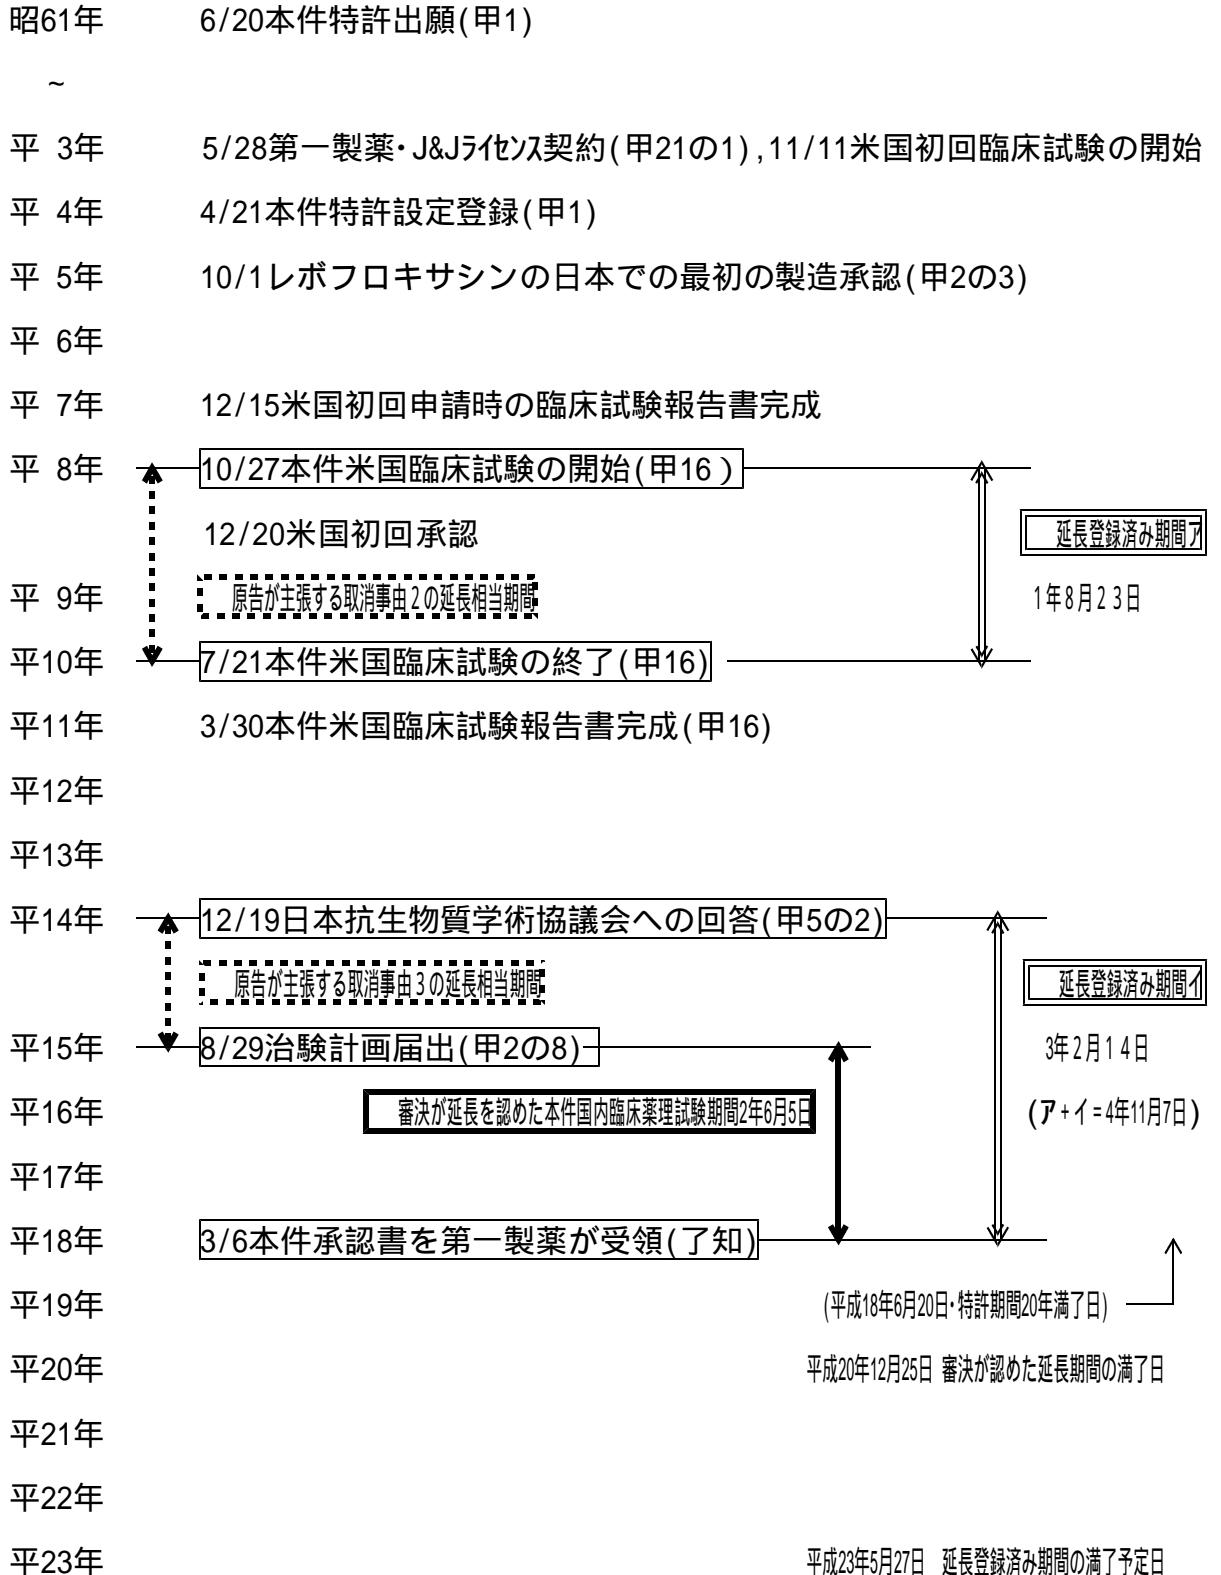 昭61年 6/20本件特許出願(甲1)
~
平 3年 5/28第一製薬・J&Jライセンス契約(甲21の1),11/11米国初回臨床試験の開始
平 4年 4/21本件特許設定登録(甲1)
平 5年 10/1レボフロキサシンの日本での最初の製造承認(甲2の3)
平 6年
平 7年 12/15米国初回申請時の臨床試験報告書完成
平 8年 10/27本件米国臨床試験の開始(甲16)
12/20米国初回承認 延長登録済み期間ア
平 9年 原告が主張する取消事由2の延長相当期間 1年8月23日
平10年 7/21本件米国臨床試験の終了(甲16)
平11年 3/30本件米国臨床試験報告書完成(甲16)
平12年
平13年
平14年 12/19日本抗生物質学術協議会への回答(甲5の2)
原告が主張する取消事由3の延長相当期間 延長登録済み期間イ
平15年 8/29治験計画届出(甲2の8) 3年2月14日
平16年 審決が延長を認めた本件国内臨床薬理試験期間2年6月5日 (ア+イ=4年11月7日)
平17年
平18年 3/6本件承認書を第一製薬が受領(了知)
平19年 (平成18年6月20日・特許期間20年満了日)
平20年 平成20年12月25日 審決が認めた延長期間の満了日
平21年
平22年
平23年 平成23年5月27日 延長登録済み期間の満了予定日